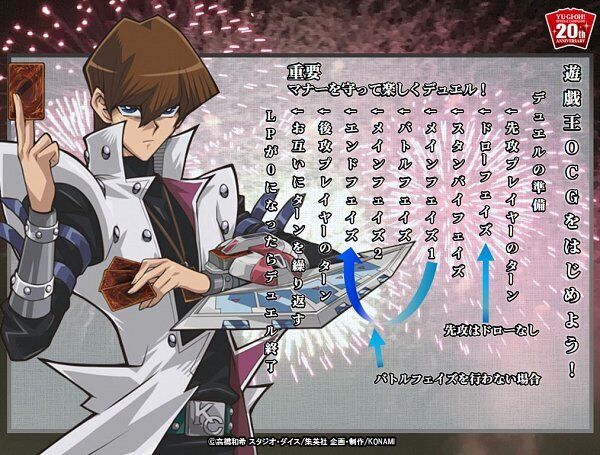 遊戯王OCGをはじめよう！
デュエルの準備
↓先攻プレイヤーのターン
↓ドローフェイズ
↓スタンバイフェイズ
↓メインフェイズ1
↓バトルフェイズ
↓メインフェイズ2
↓エンドフェイズ
↓後攻プレイヤーのターン
↓お互いにターンを繰り返す
LPが0になったらデュエル終了
重要
マナーを守って楽しくデュエル！
先攻はドローなし
バトルフェイズを行わない場合
YU-GI-OH!
20th
ANNIVERSARY
KC
©高橋和希 スタジオ・ダイス/集英社 企画・制作/KONAMI